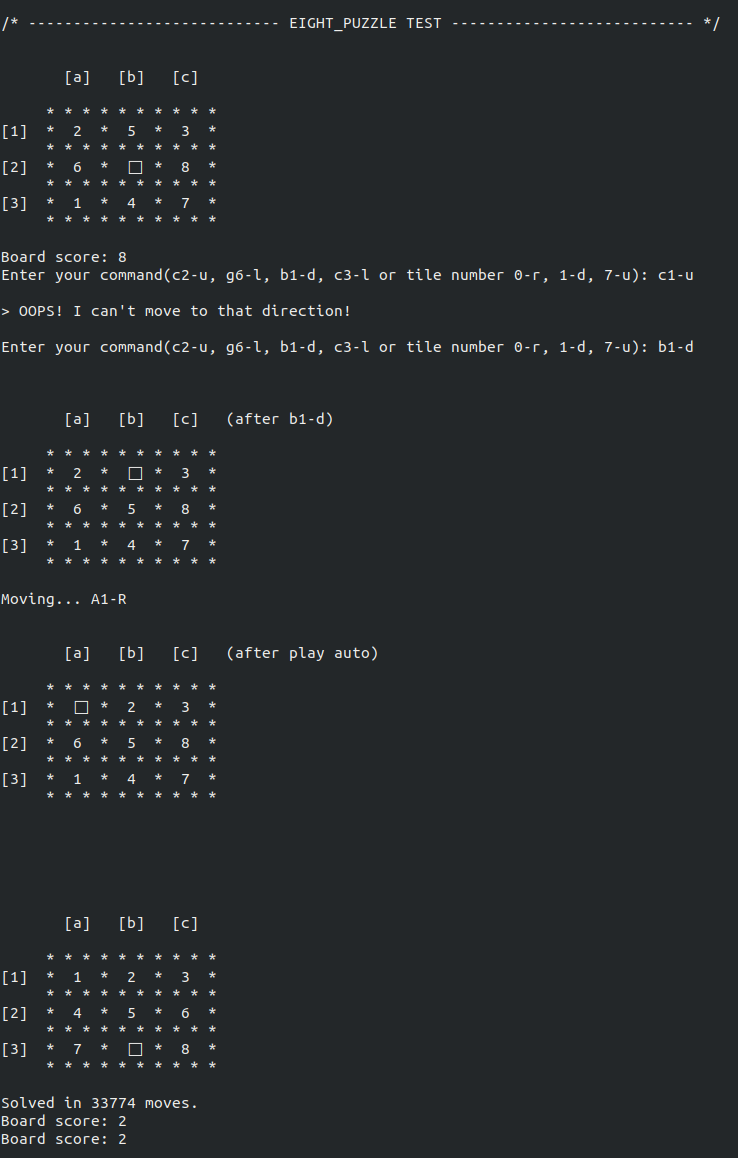 /* ---------------------------- EIGHT_PUZZLE TEST --------------------------- */
[a] [b] [c]
* * * * * * * * * *
[1] * 2 * 5 * 3 *
* * * * * * * * * *
[2] * 6 * □ * 8 *
* * * * * * * * * *
[3] * 1 * 4 * 7 *
* * * * * * * * * *
Board score: 8
Enter your command(c2-u, g6-l, b1-d, c3-l or tile number 0-r, 1-d, 7-u): c1-u
> OOPS! I can't move to that direction!
Enter your command(c2-u, g6-l, b1-d, c3-l or tile number 0-r, 1-d, 7-u): b1-d
[a] [b] [c] (after b1-d)
* * * * * * * * * *
[1] * 2 * □ * 3 *
* * * * * * * * * *
[2] * 6 * 5 * 8 *
* * * * * * * * * *
[3] * 1 * 4 * 7 *
* * * * * * * * * *
Moving... A1-R
[a] [b] [c] (after play auto)
* * * * * * * * * *
[1] * □ * 2 * 3 *
* * * * * * * * * *
[2] * 6 * 5 * 8 *
* * * * * * * * * *
[3] * 1 * 4 * 7 *
* * * * * * * * * *
[a] [b] [c]
* * * * * * * * * *
[1] * 1 * 2 * 3 *
* * * * * * * * * *
[2] * 4 * 5 * 6 *
* * * * * * * * * *
[3] * 7 * □ * 8 *
* * * * * * * * * *
Solved in 33774 moves.
Board score: 2
Board score: 2